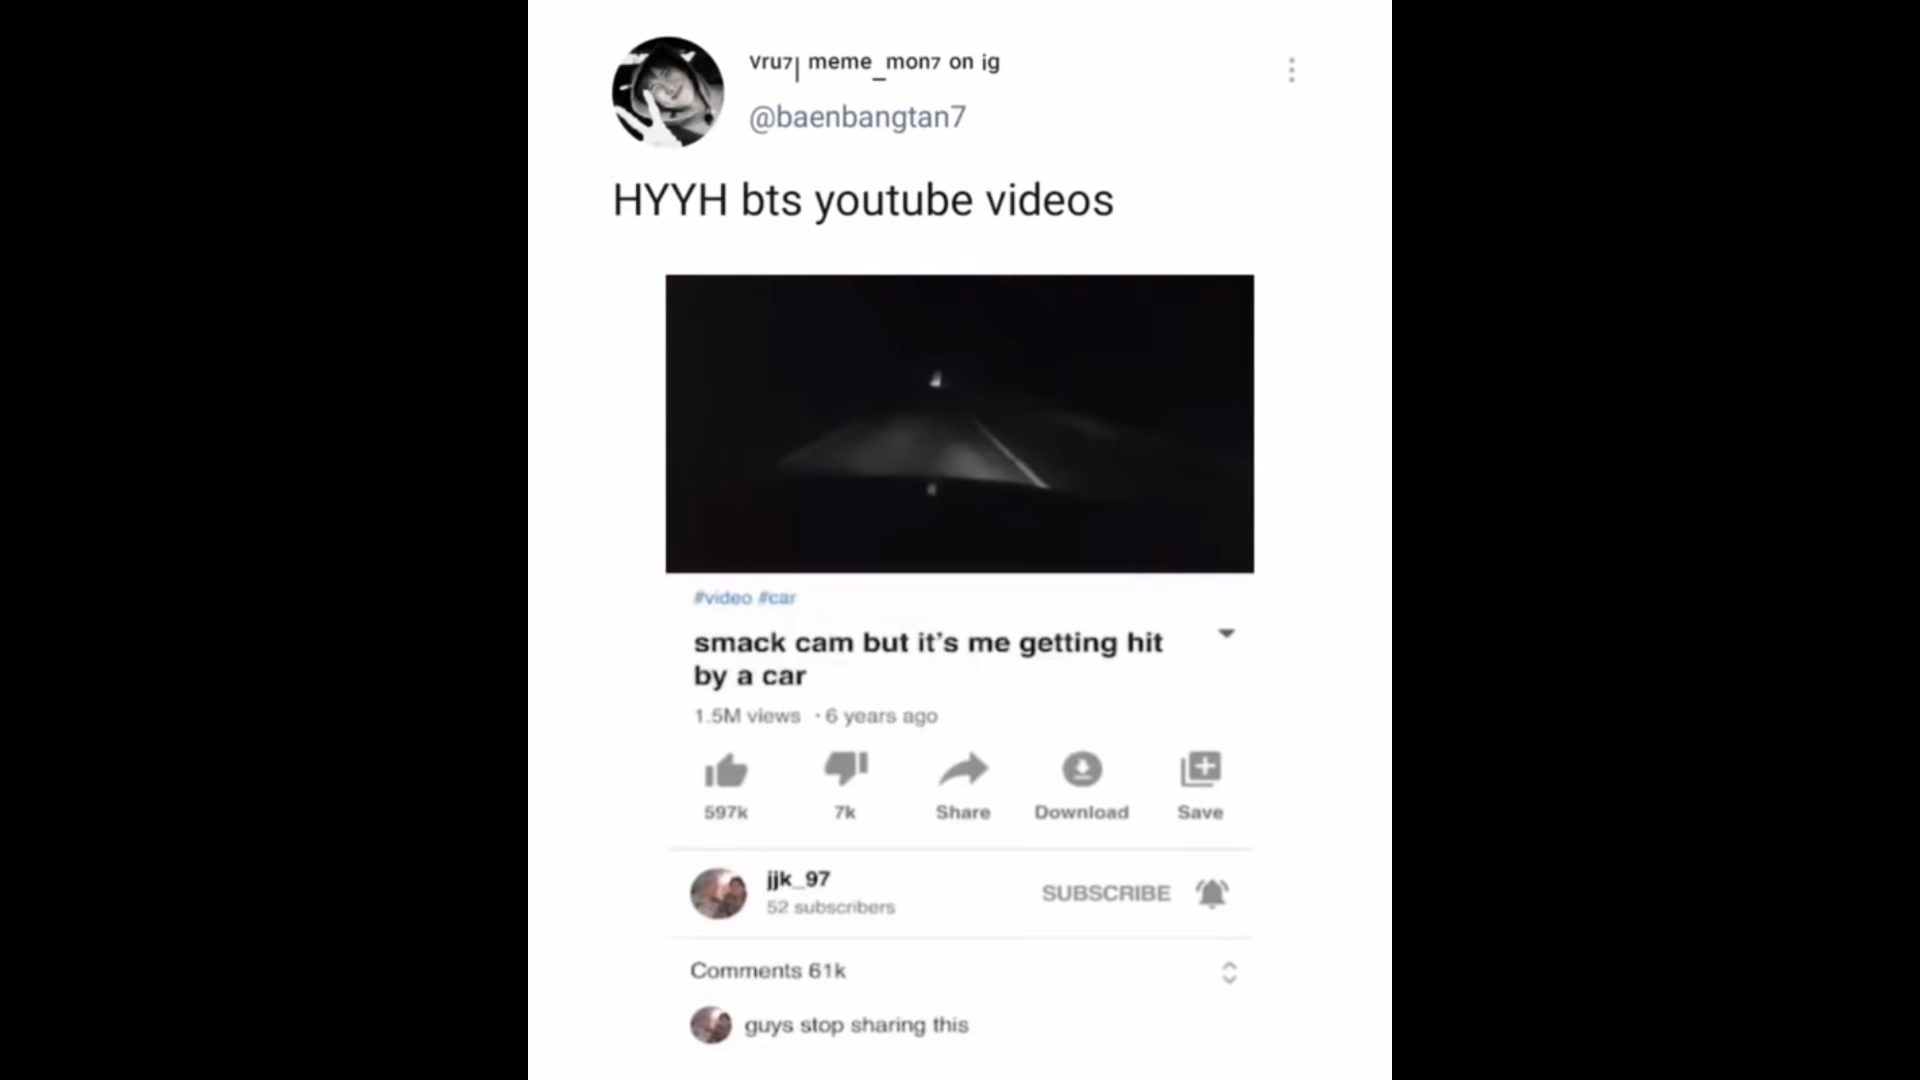 Vru7| meme_mon7 on ig
@baenbangtan7
HYYH bts youtube videos
#video #car
smack cam but it's me getting hit
by a car
1.5M views · 6 years ago
597k 7k Share Download Save
jjk_97
52 subscribers
SUBSCRIBE
Comments 61k
guys stop sharing this